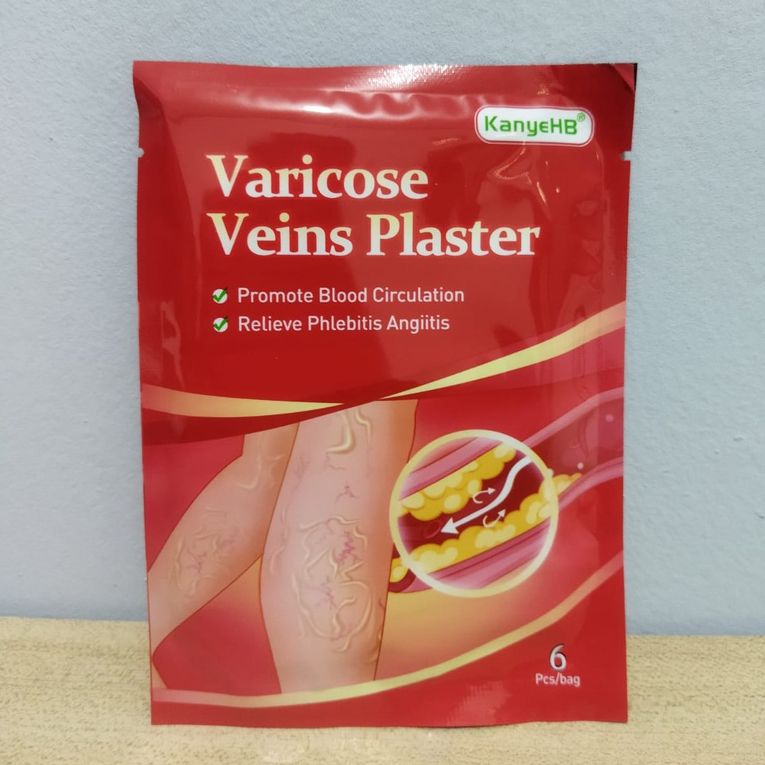 KanyeHB®
Varicose
Veins Plaster
Promote Blood Circulation
Relieve Phlebitis Angiitis
6
Pcs/bag